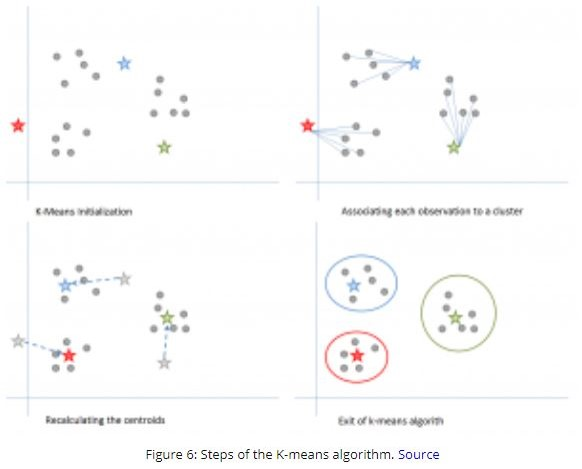 K-Means Initialization
Associating each observation to a cluster
Recalculating the centroids
Exit of k-means algorith
Figure 6: Steps of the K-means algorithm. Source